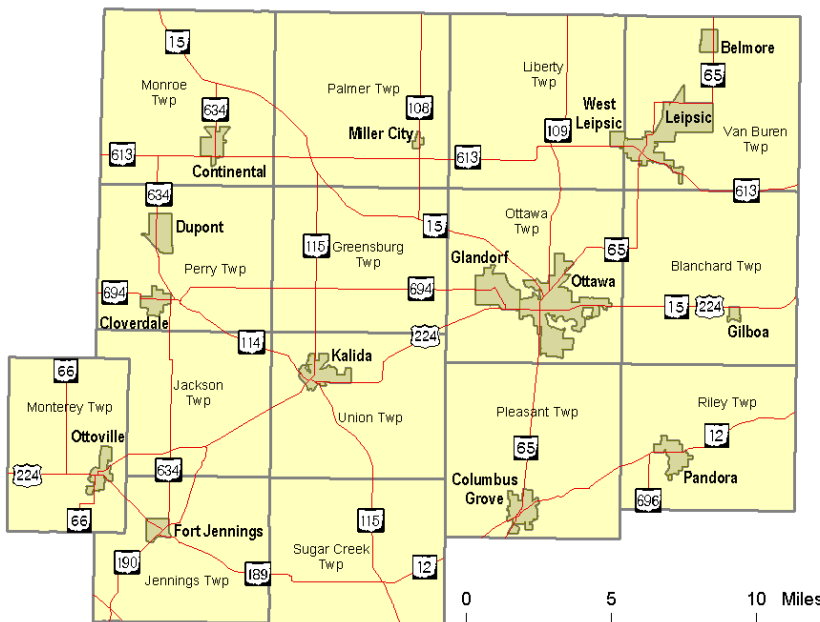 15
Monroe
Twp
634
613
Continental
Palmer Twp
108
Miller City
613
Liberty
Twp
109
West
Leipsic
Belmore
65
Leipsic
Van Buren
Twp
613
634
Dupont
Perry Twp
694
Cloverdale
115
Greensburg
Twp
15
694
224
Ottawa
Twp
65
Glandorf
Ottawa
Blanchard Twp
15
224
Gilboa
114
Kalida
66
Monterey Twp
Ottoville
224
66
Jackson
Twp
634
Union Twp
Pleasant Twp
65
Columbus
Grove
Riley Twp
12
Pandora
696
Fort Jennings
190
Jennings Twp
189
115
Sugar Creek
Twp
12
0 5 10 Miles